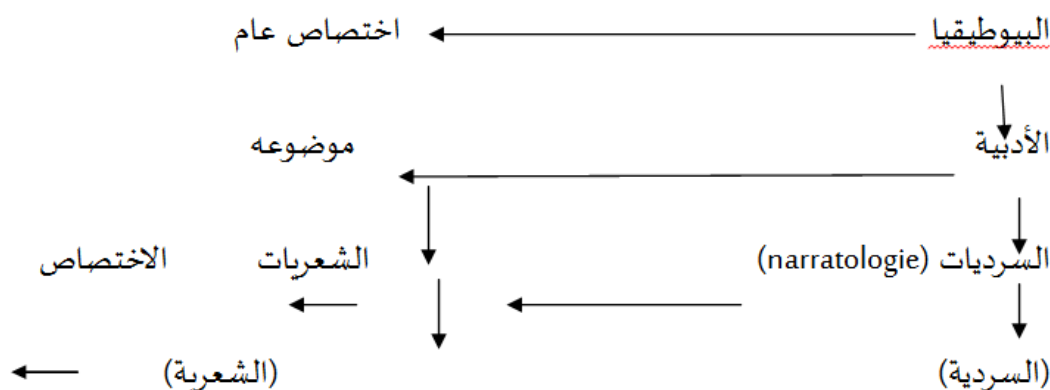 البيوطيقيا اختصاص عام
الأدبية موضوعه
السرديات (narratologie) الشعريات الاختصاص
(السردية) (الشعرية)